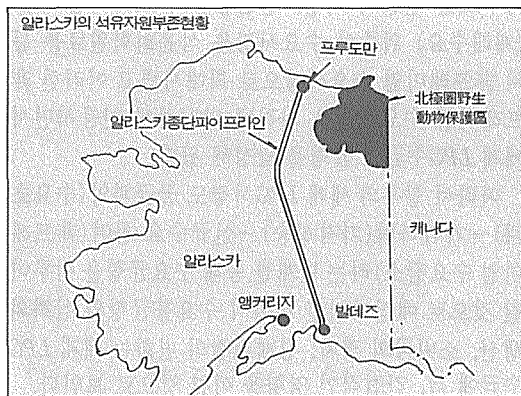 알라스카의 석유자원부존현황
프루도만
알라스카종단파이프라인
北極圈野生
動物保護區
캐나다
알라스카
앵커리지
발데즈